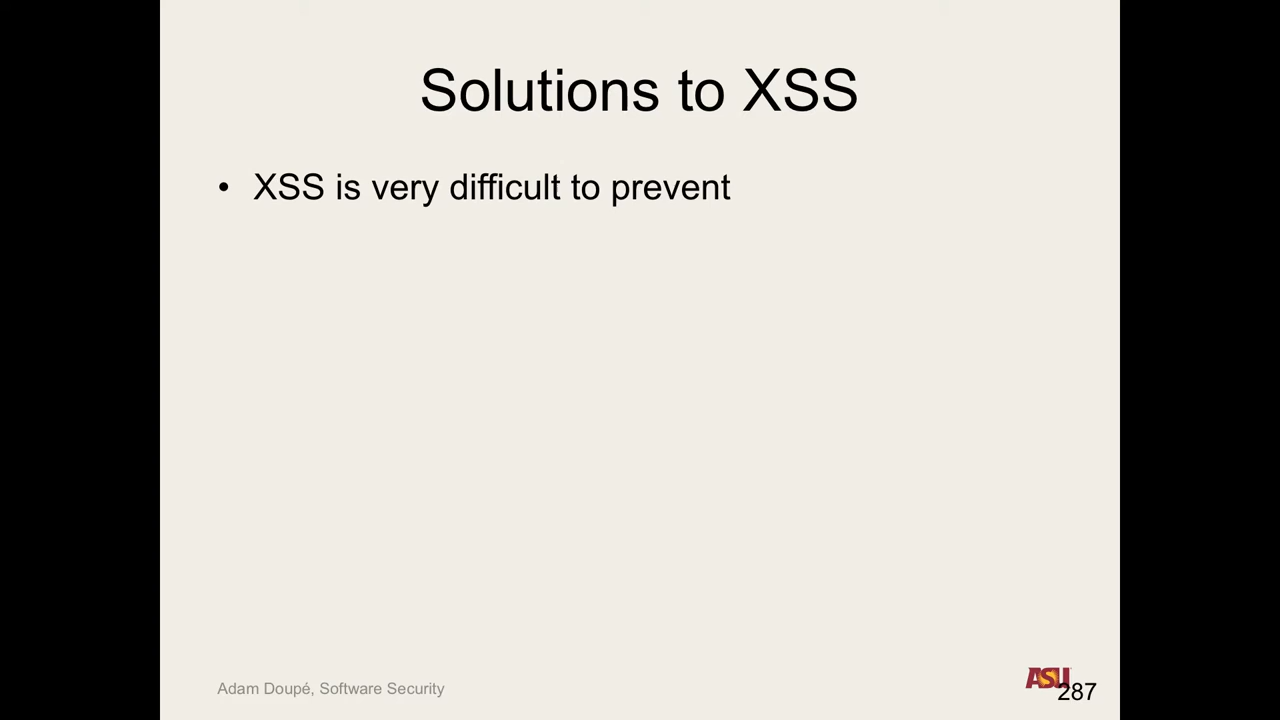 Solutions to XSS
• XSS is very difficult to prevent
Adam Doupé, Software Security
ASU
287